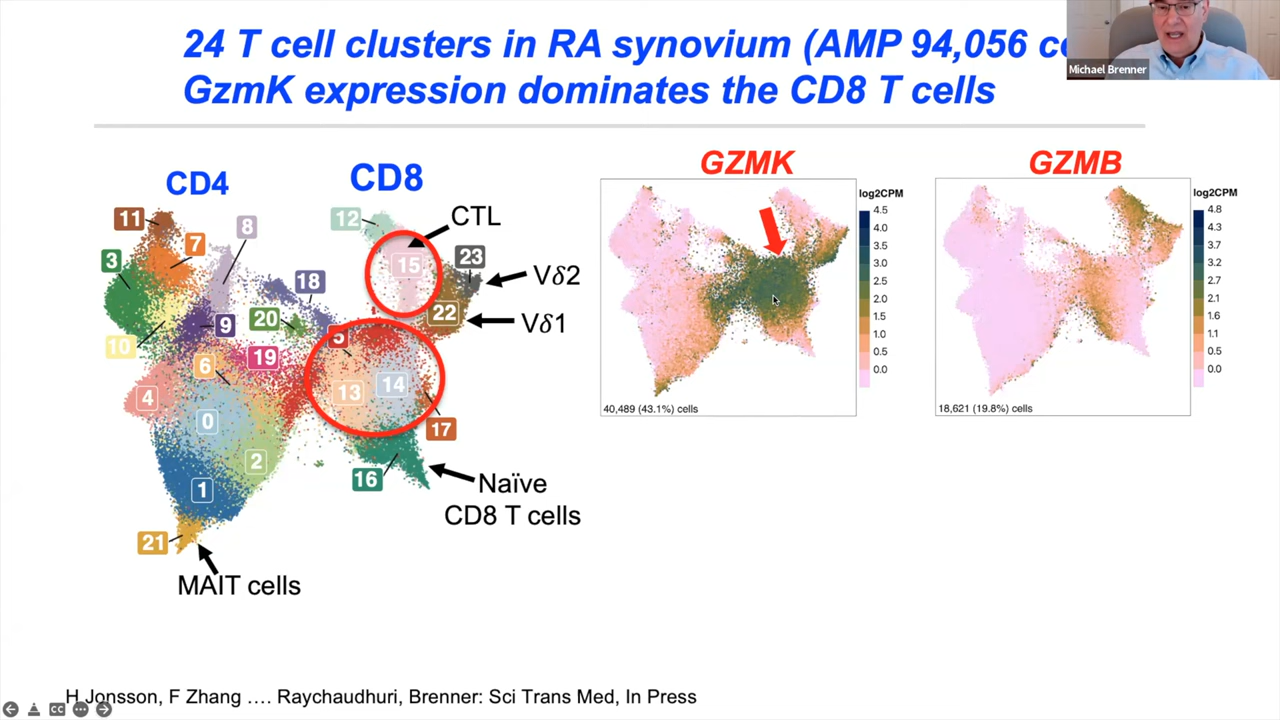 24 T cell clusters in RA synovium (AMP 94,056
GzmK expression dominates the CD8 T cells
Michael Brenner
CD4
CD8
11
7
8
3
10
9
18
20
6
19
4
0
2
1
21
MAIT cells
12
CTL
15
23
Vδ2
22
Vδ1
5
13
14
17
16
Naïve
CD8 T cells
GZMK
log2CPM
4.5
4.0
3.5
3.0
2.5
2.0
1.5
1.0
0.5
0.0
40,489 (43.1%) cells
GZMB
log2CPM
4.8
4.3
3.7
3.2
2.7
2.1
1.6
1.1
0.5
0.0
18,621 (19.8%) cells
H Jonsson, F Zhang .... Raychaudhuri, Brenner: Sci Trans Med, In Press
CC